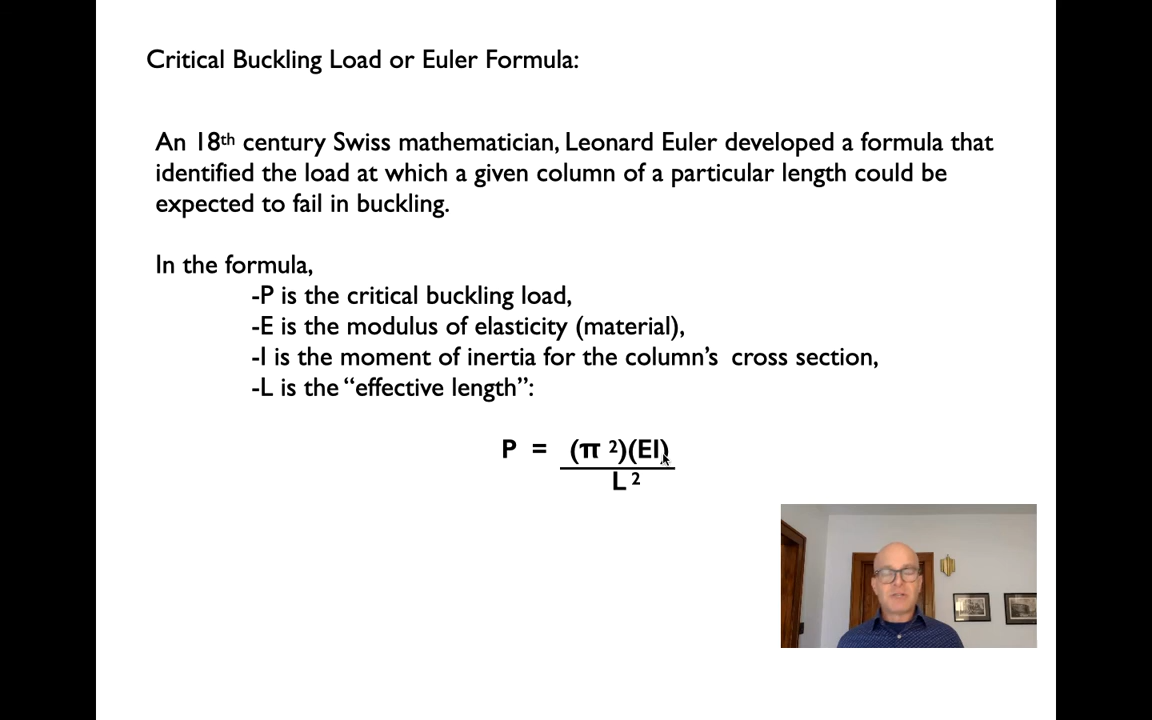 Critical Buckling Load or Euler Formula:
An 18th century Swiss mathematician, Leonard Euler developed a formula that
identified the load at which a given column of a particular length could be
expected to fail in buckling.
In the formula,
-P is the critical buckling load,
-E is the modulus of elasticity (material),
-I is the moment of inertia for the column’s cross section,
-L is the “effective length”:
P = (π ²)(EI)
L ²